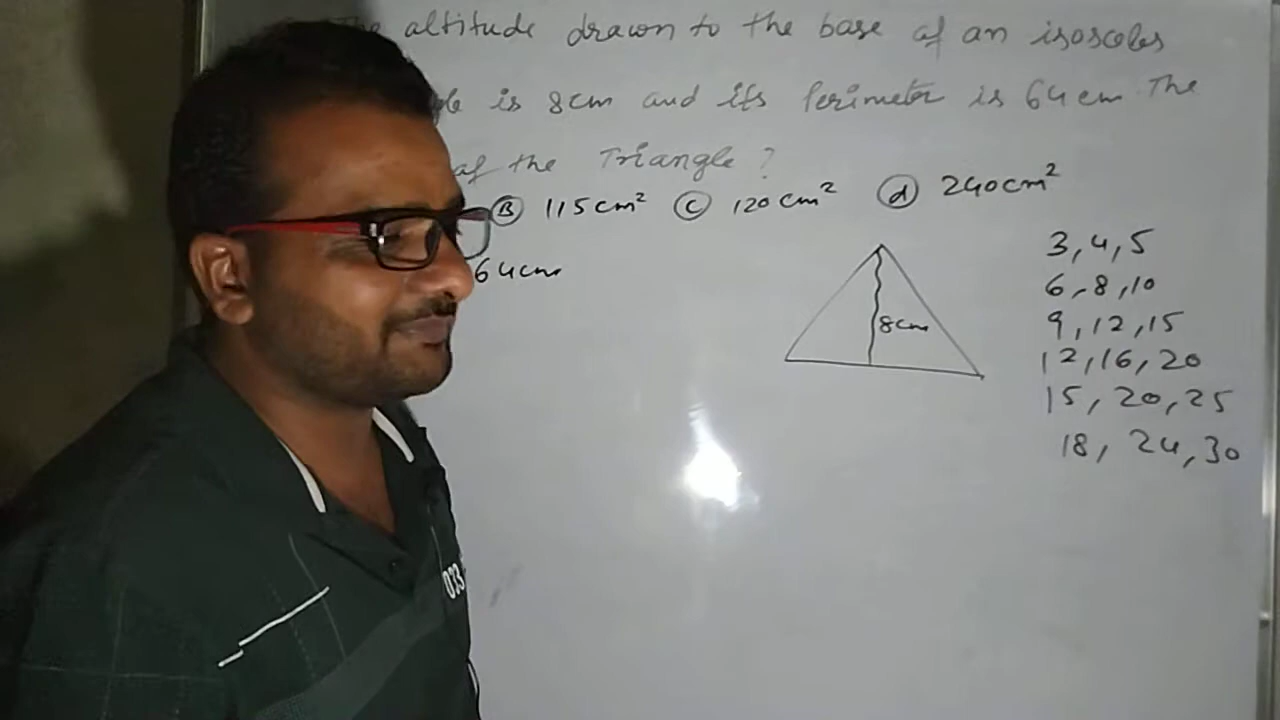 The altitude drawn to the base of an isosceles
is 8cm and its Perimeter is 64cm. The
of the Triangle?
(B) 115cm² (C) 120cm² (d) 240cm²
64cm
8cm
3, 4, 5
6, 8, 10
9, 12, 15
12, 16, 20
15, 20, 25
18, 24, 30
033